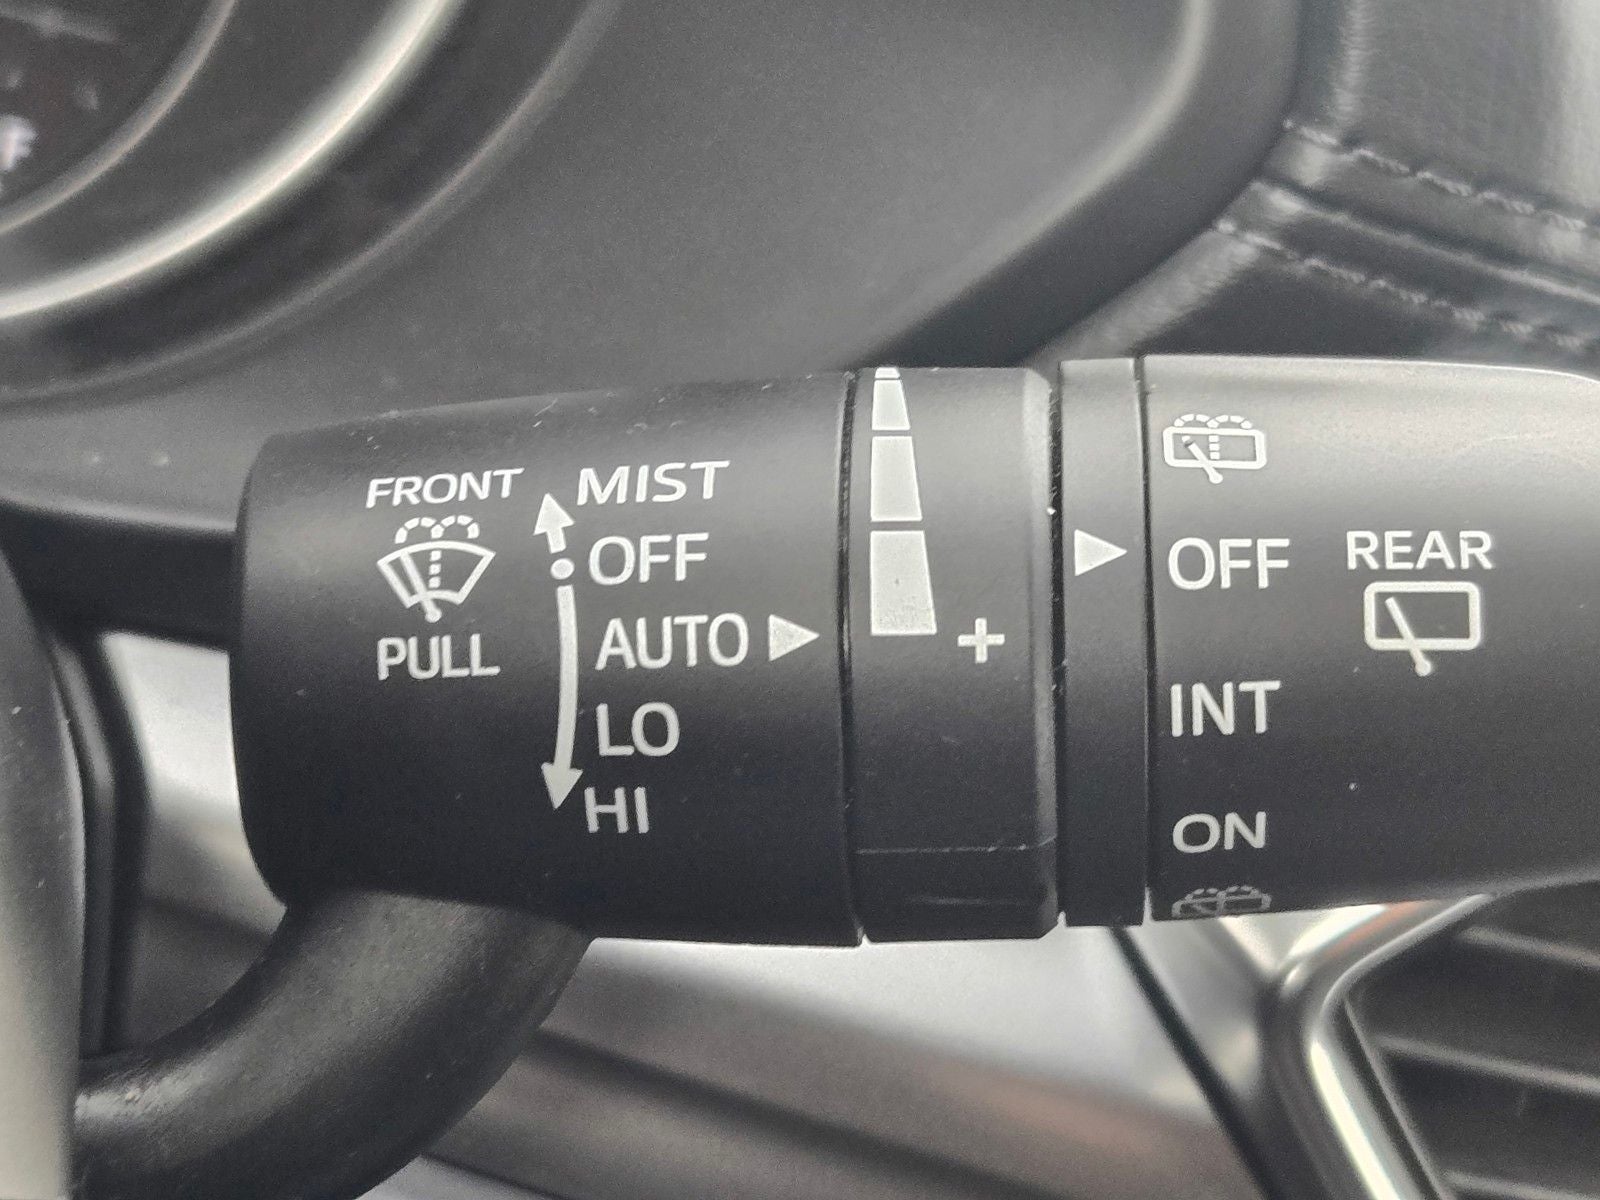 FRONT
PULL
MIST
OFF
AUTO
LO
HI
+
OFF
INT
ON
REAR
F